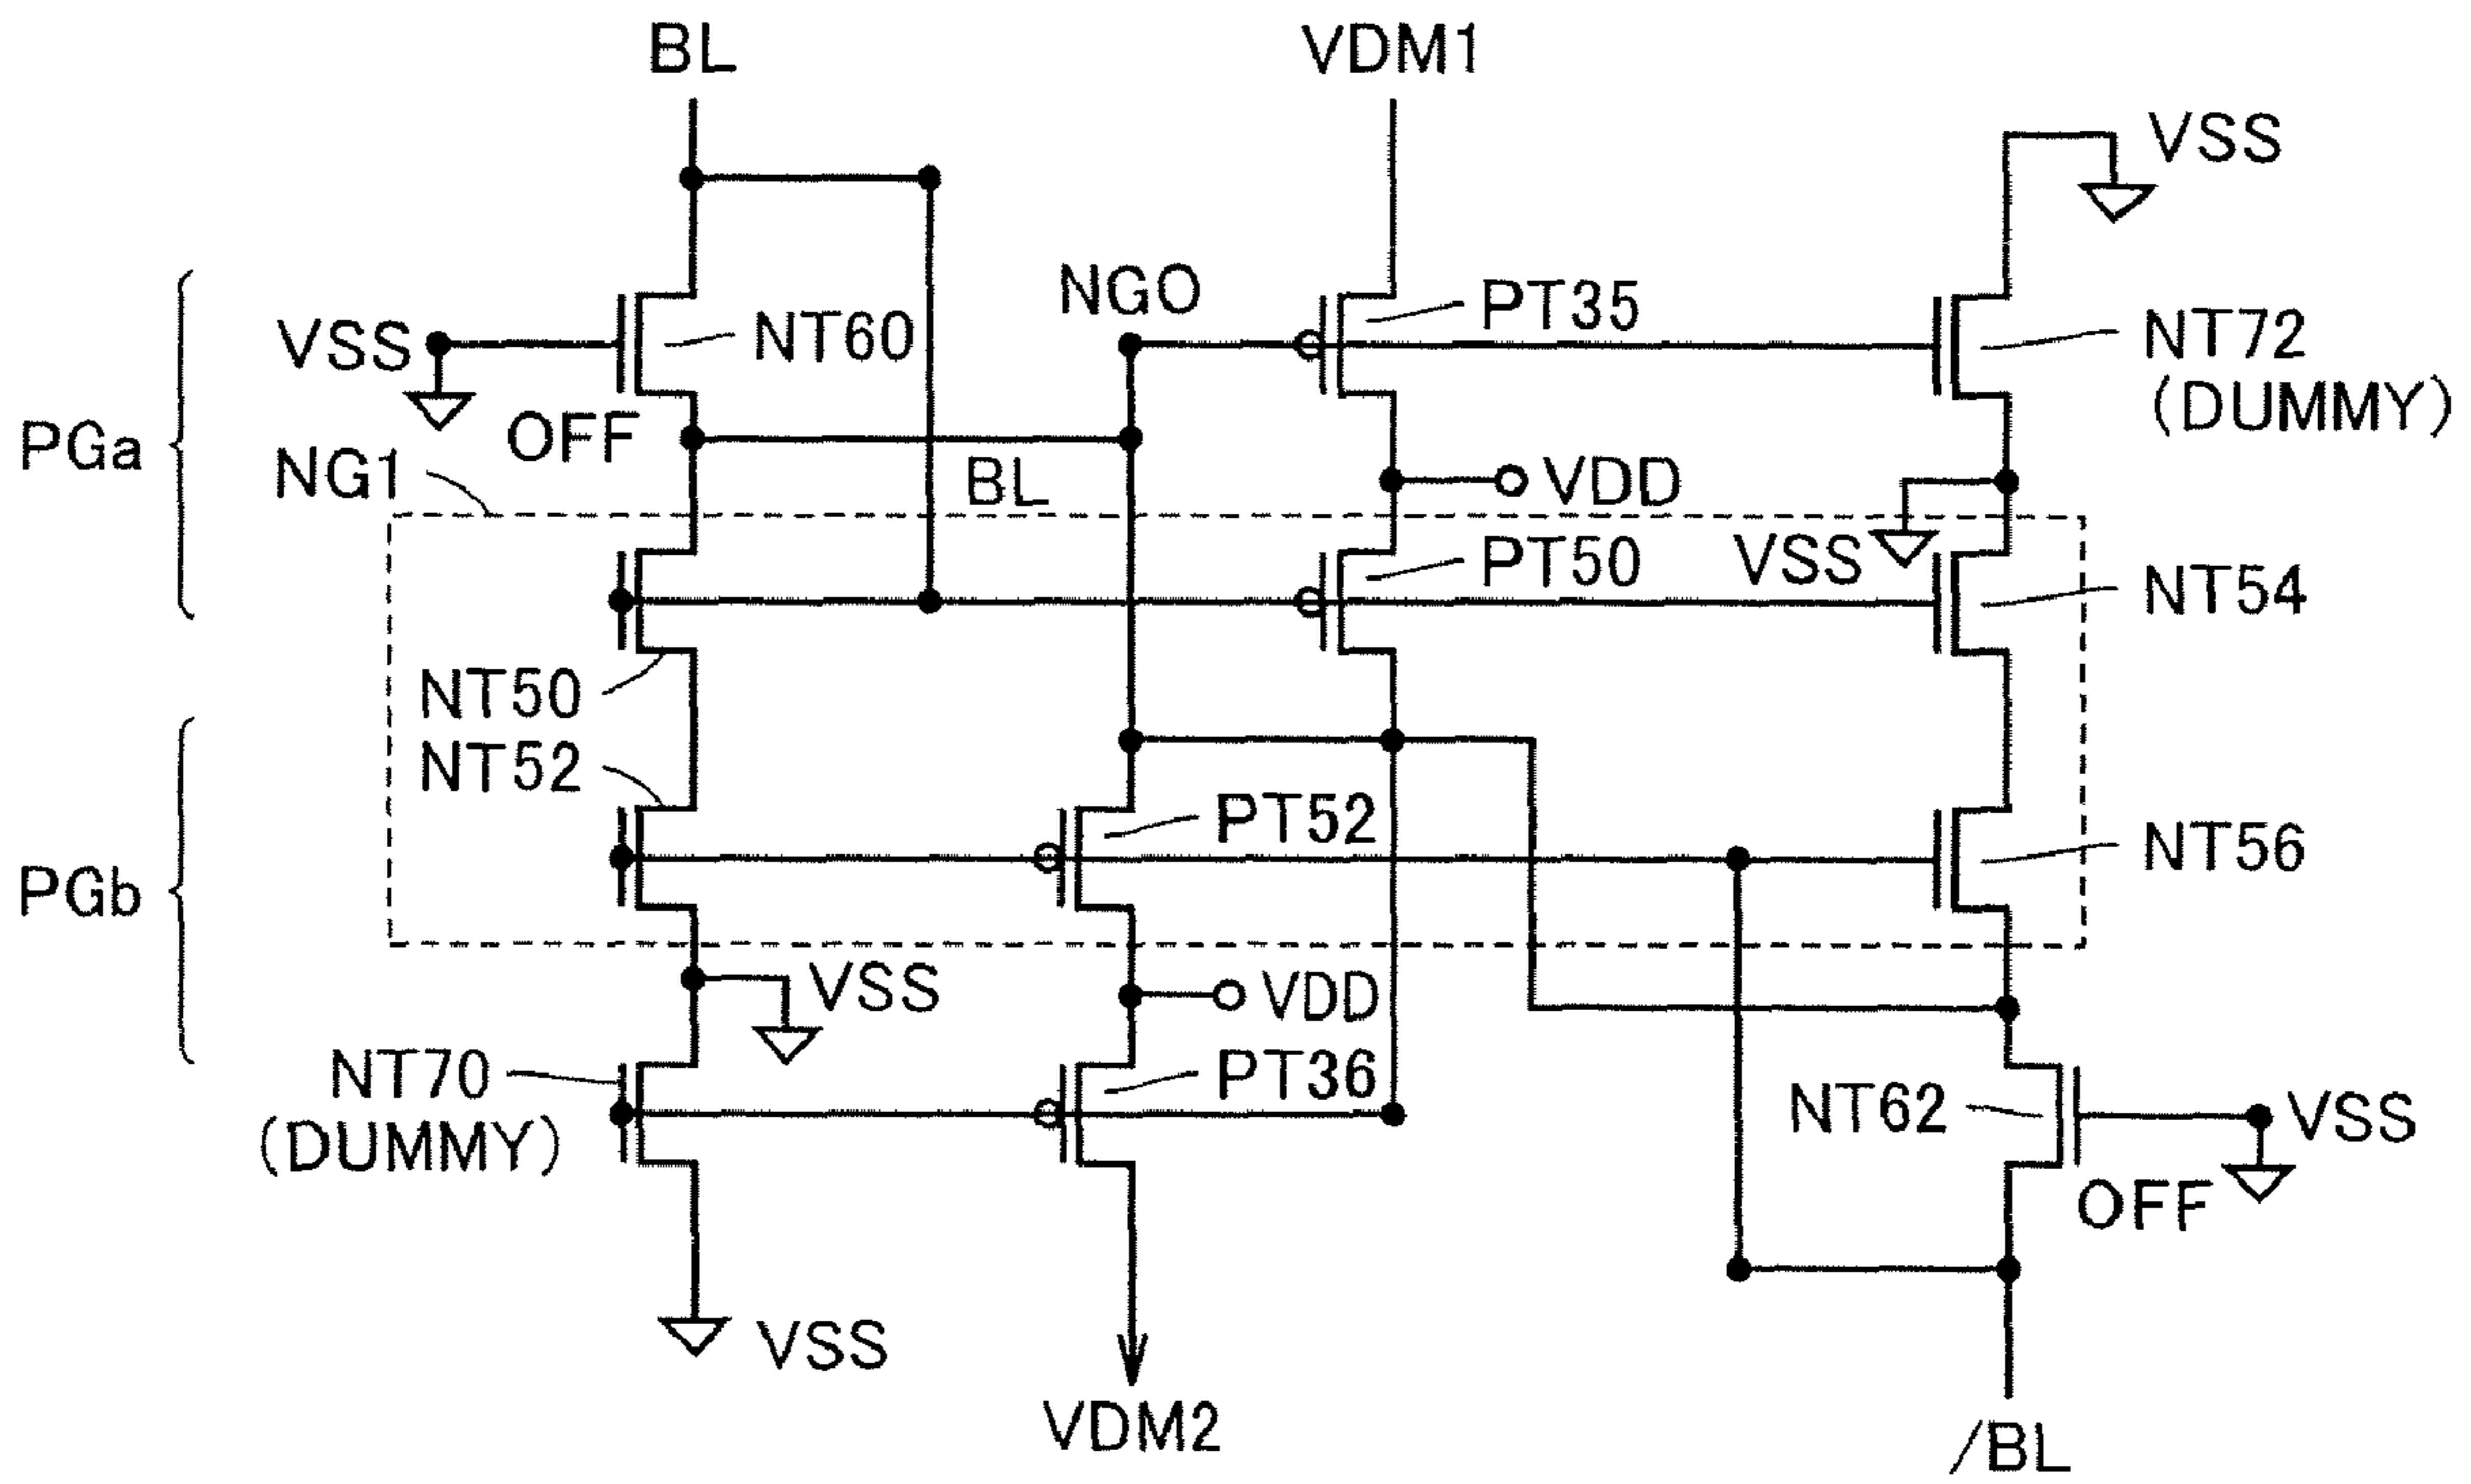 BL
VDM1
VSS
NGO
PT35
VSS
NT60
NT72
(DUMMY)
PGa
OFF
NG1
BL
VDD
PT50
VSS
NT54
NT50
NT52
PT52
NT56
PGb
VSS
VDD
NT70
(DUMMY)
PT36
NT62
VSS
OFF
VSS
VDM2
/BL